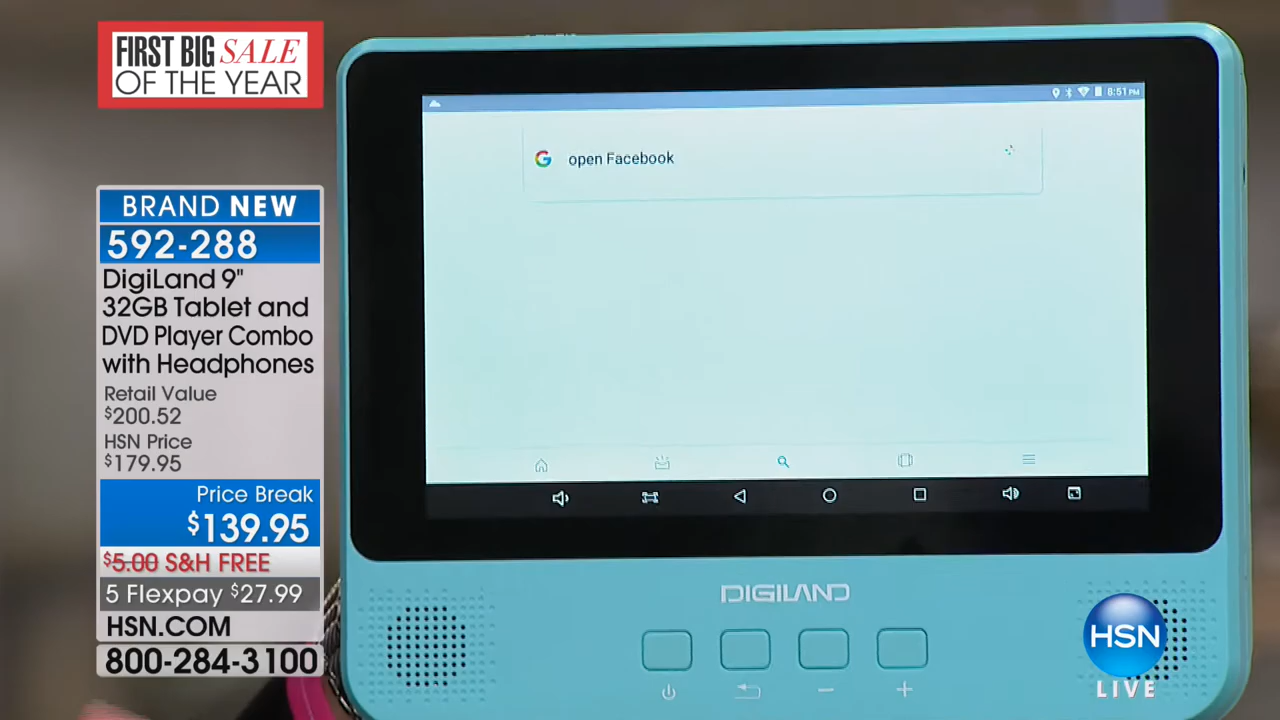 FIRST BIG SALE
OF THE YEAR
BRAND NEW
592-288
DigiLand 9"
32GB Tablet and
DVD Player Combo
with Headphones
Retail Value
$200.52
HSN Price
$179.95
Price Break
$139.95
$5.00 S&H FREE
5 Flexpay $27.99
HSN.COM
800-284-3100
8:51 PM
open Facebook
DIGILAND
HSN
LIVE